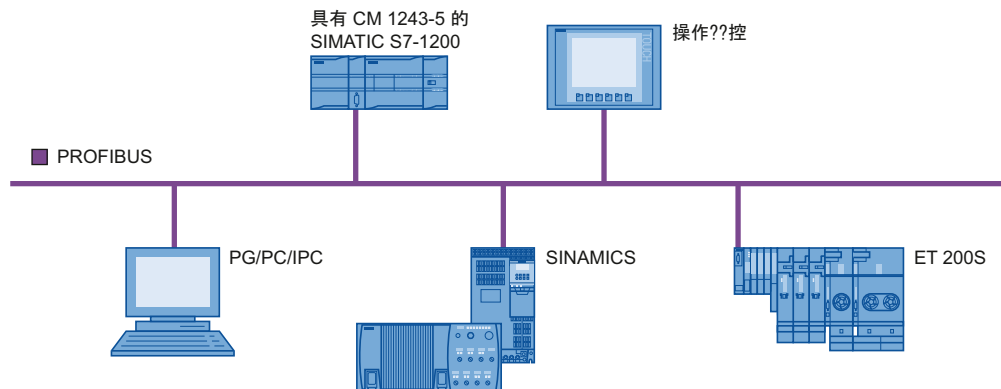 具有 CM 1243-5 的
SIMATIC S7-1200
操作??控
PROFIBUS
PG/PC/IPC
SINAMICS
ET 200S